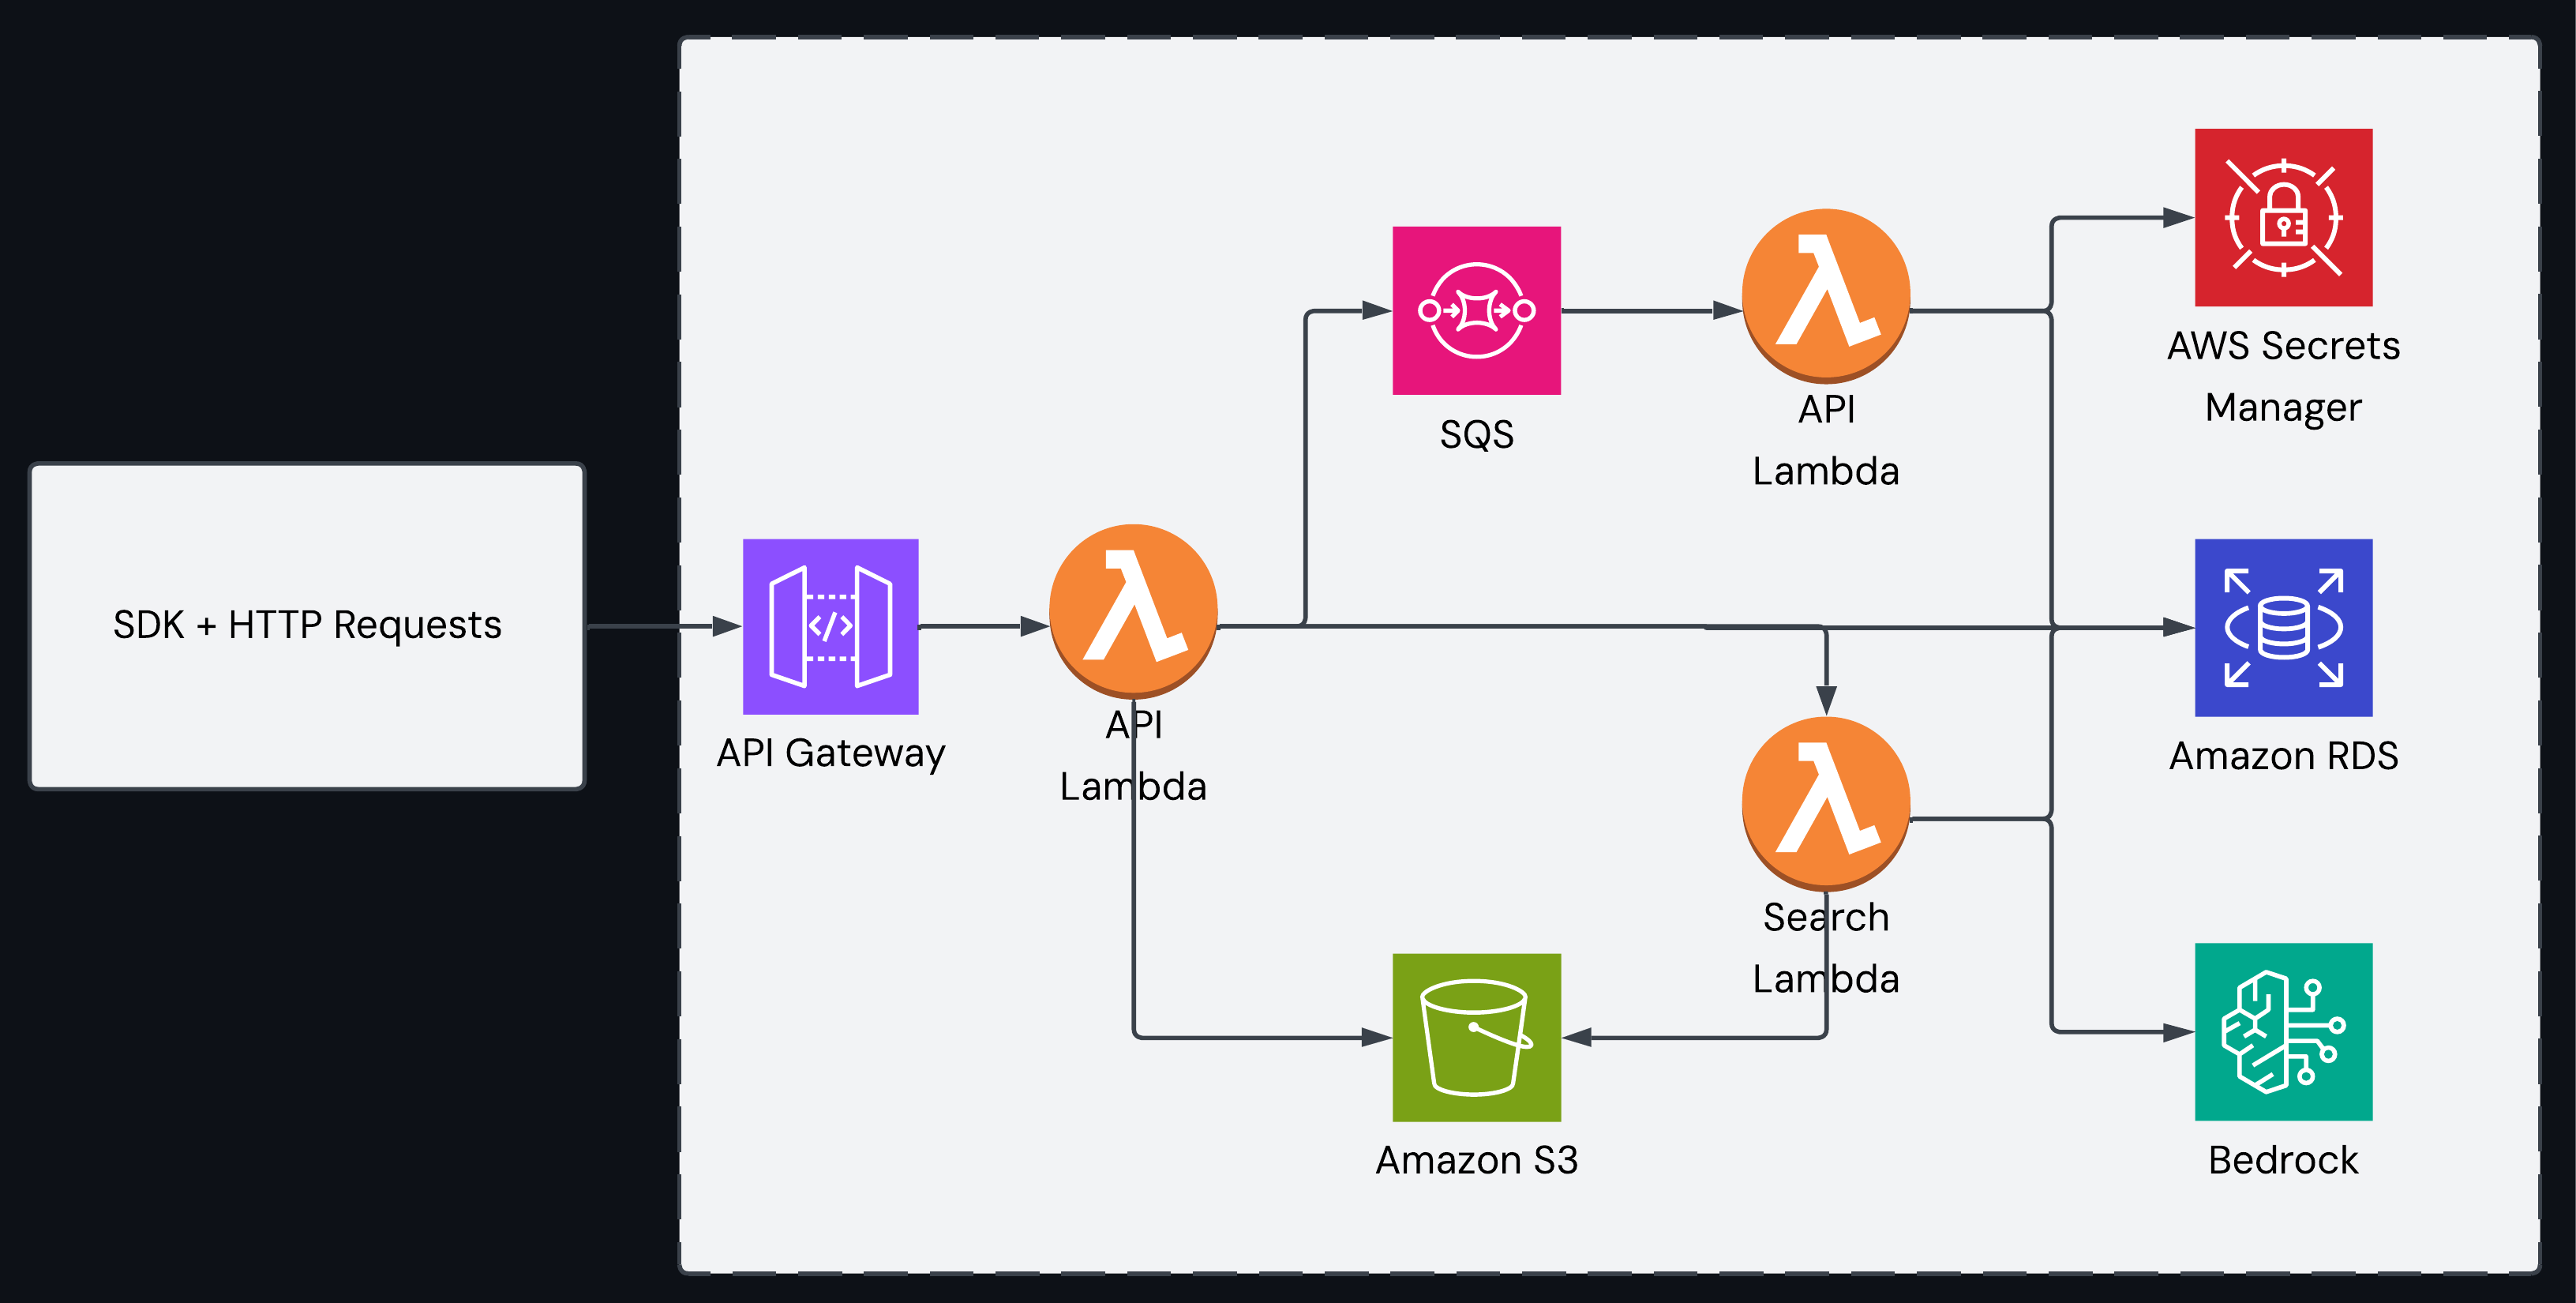 SDK + HTTP Requests
API Gateway
API
Lambda
SQS
API
Lambda
Search
Lambda
Amazon S3
AWS Secrets
Manager
Amazon RDS
Bedrock